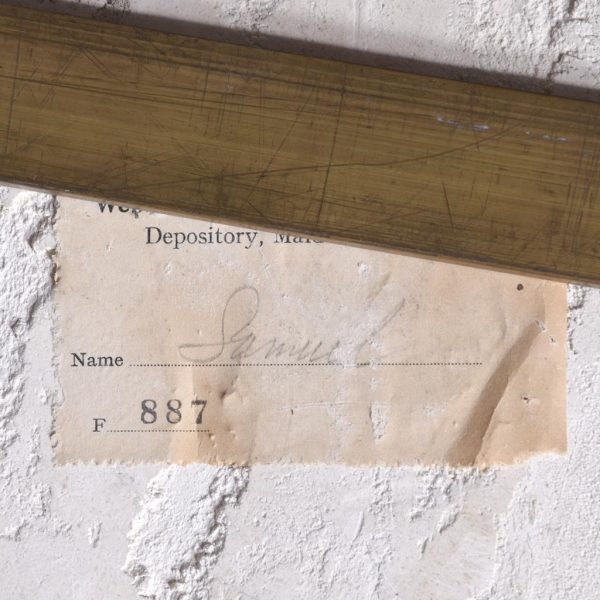 Depository,
Name Samuel
F 887